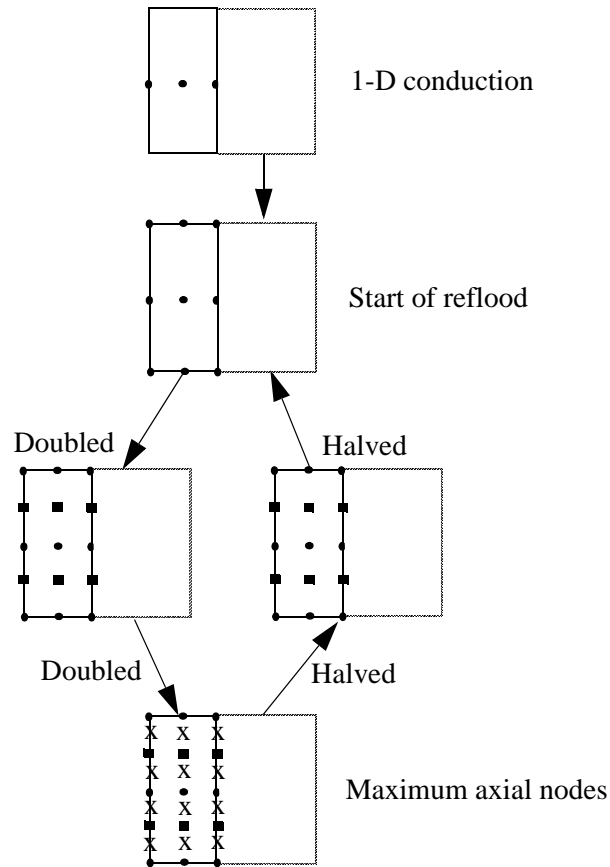 1-D conduction
Start of reflood
Doubled
Halved
Doubled
Halved
x x x
x x x
x x x
x x x
Maximum axial nodes